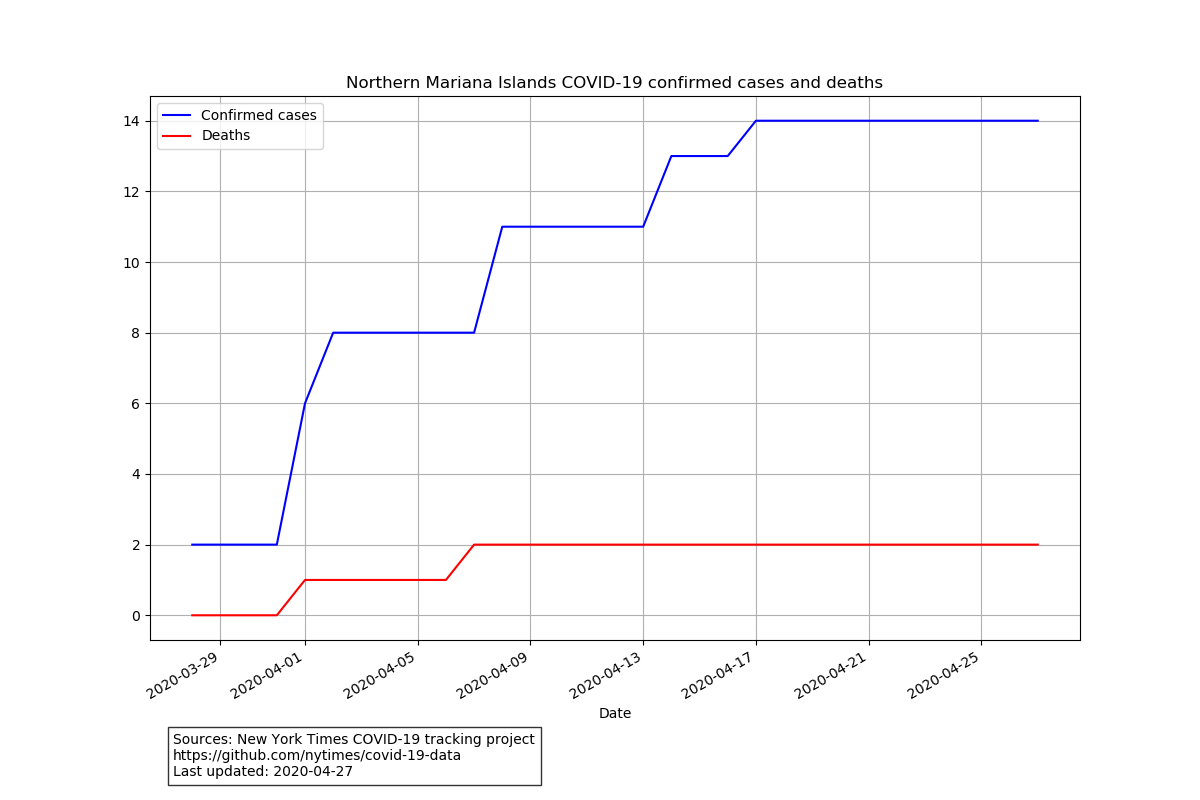 Northern Mariana Islands COVID-19 confirmed cases and deaths
Confirmed cases
Deaths
14
12
10
8
6
4
2
0
2020-03-29
2020-04-01
2020-04-05
2020-04-09
2020-04-13
2020-04-17
2020-04-21
2020-04-25
Date
Sources: New York Times COVID-19 tracking project
https://github.com/nytimes/covid-19-data
Last updated: 2020-04-27